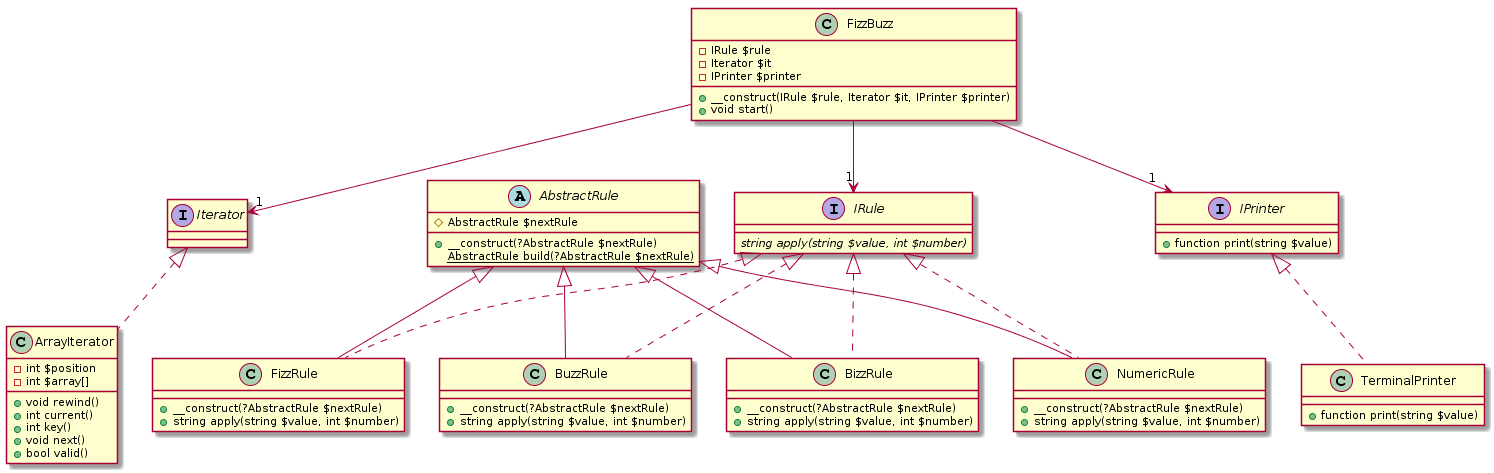 C FizzBuzz
IRule $rule
Iterator $it
IPrinter $printer
__construct(IRule $rule, Iterator $it, IPrinter $printer)
void start()
1
1
1
I Iterator
A AbstractRule
AbstractRule $nextRule
__construct(?AbstractRule $nextRule)
AbstractRule build(?AbstractRule $nextRule)
I IRule
string apply(string $value, int $number)
I IPrinter
function print(string $value)
C ArrayIterator
int $position
int $array[]
void rewind()
int current()
int key()
void next()
bool valid()
C FizzRule
__construct(?AbstractRule $nextRule)
string apply(string $value, int $number)
C BuzzRule
__construct(?AbstractRule $nextRule)
string apply(string $value, int $number)
C BizzRule
__construct(?AbstractRule $nextRule)
string apply(string $value, int $number)
C NumericRule
__construct(?AbstractRule $nextRule)
string apply(string $value, int $number)
C TerminalPrinter
function print(string $value)